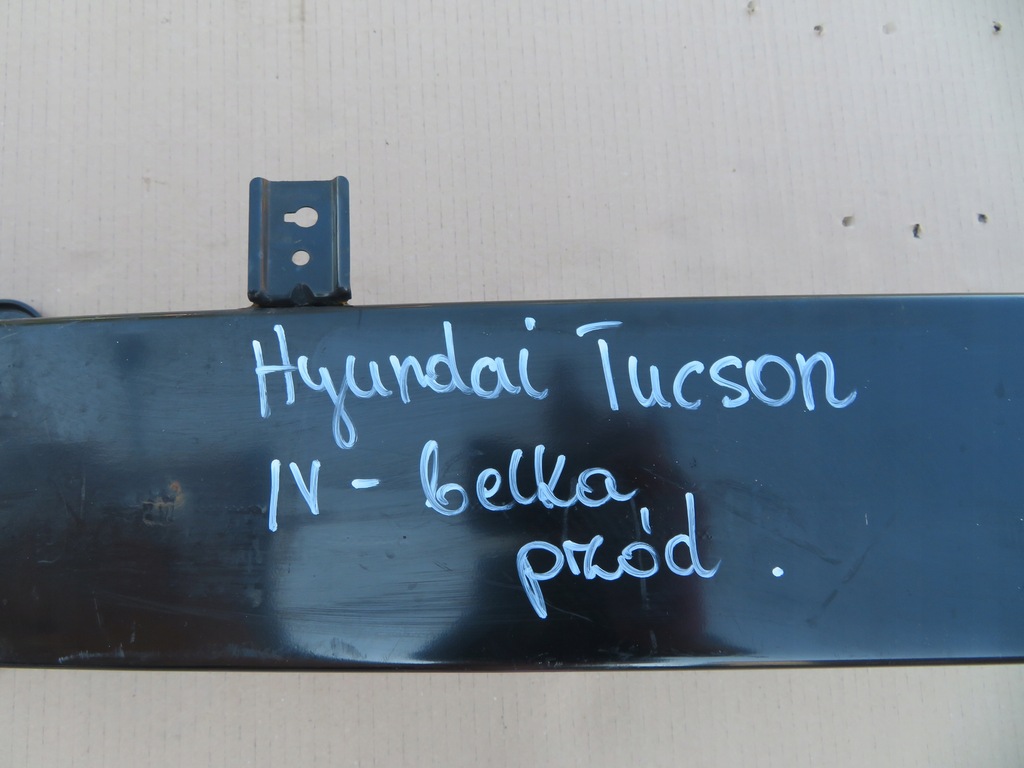 Hyundai Tucson
IV - belka
przód .